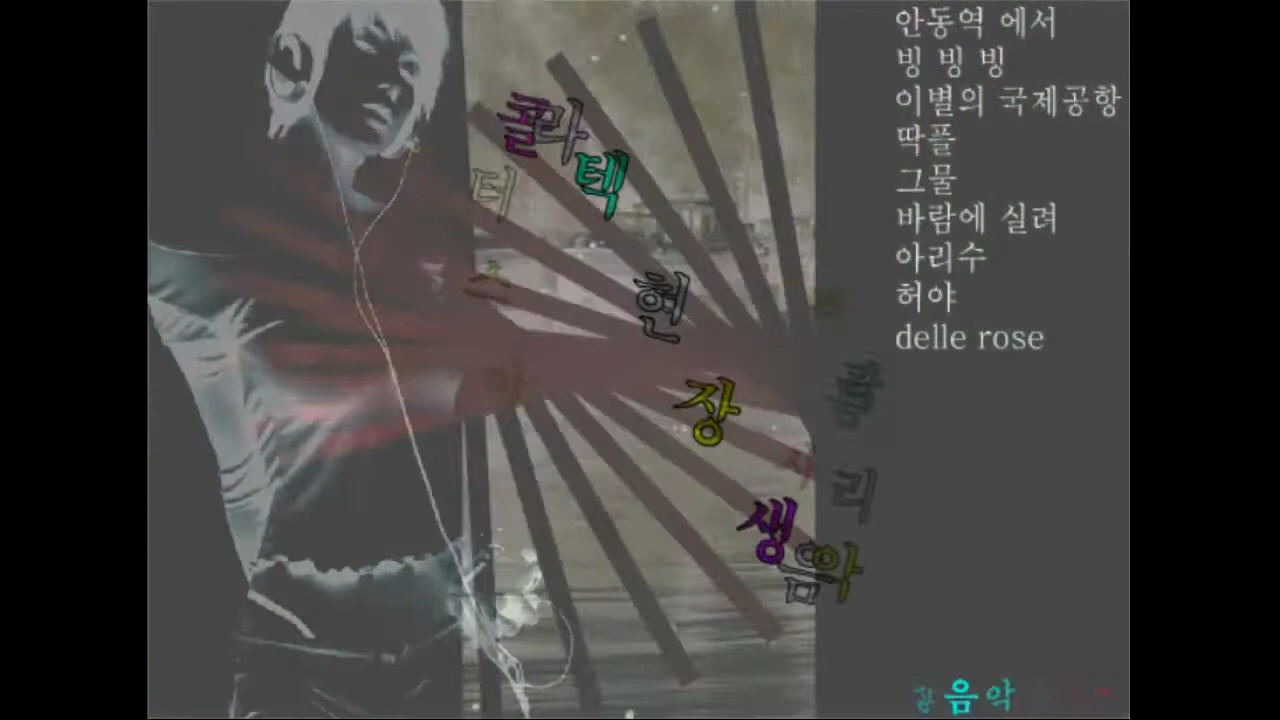 안동역 에서
빙 빙 빙
이별의 국제공항
딱플
그물
바람에 실려
아리수
허야
delle rose
콜라텍
현장
생음악
리
음악